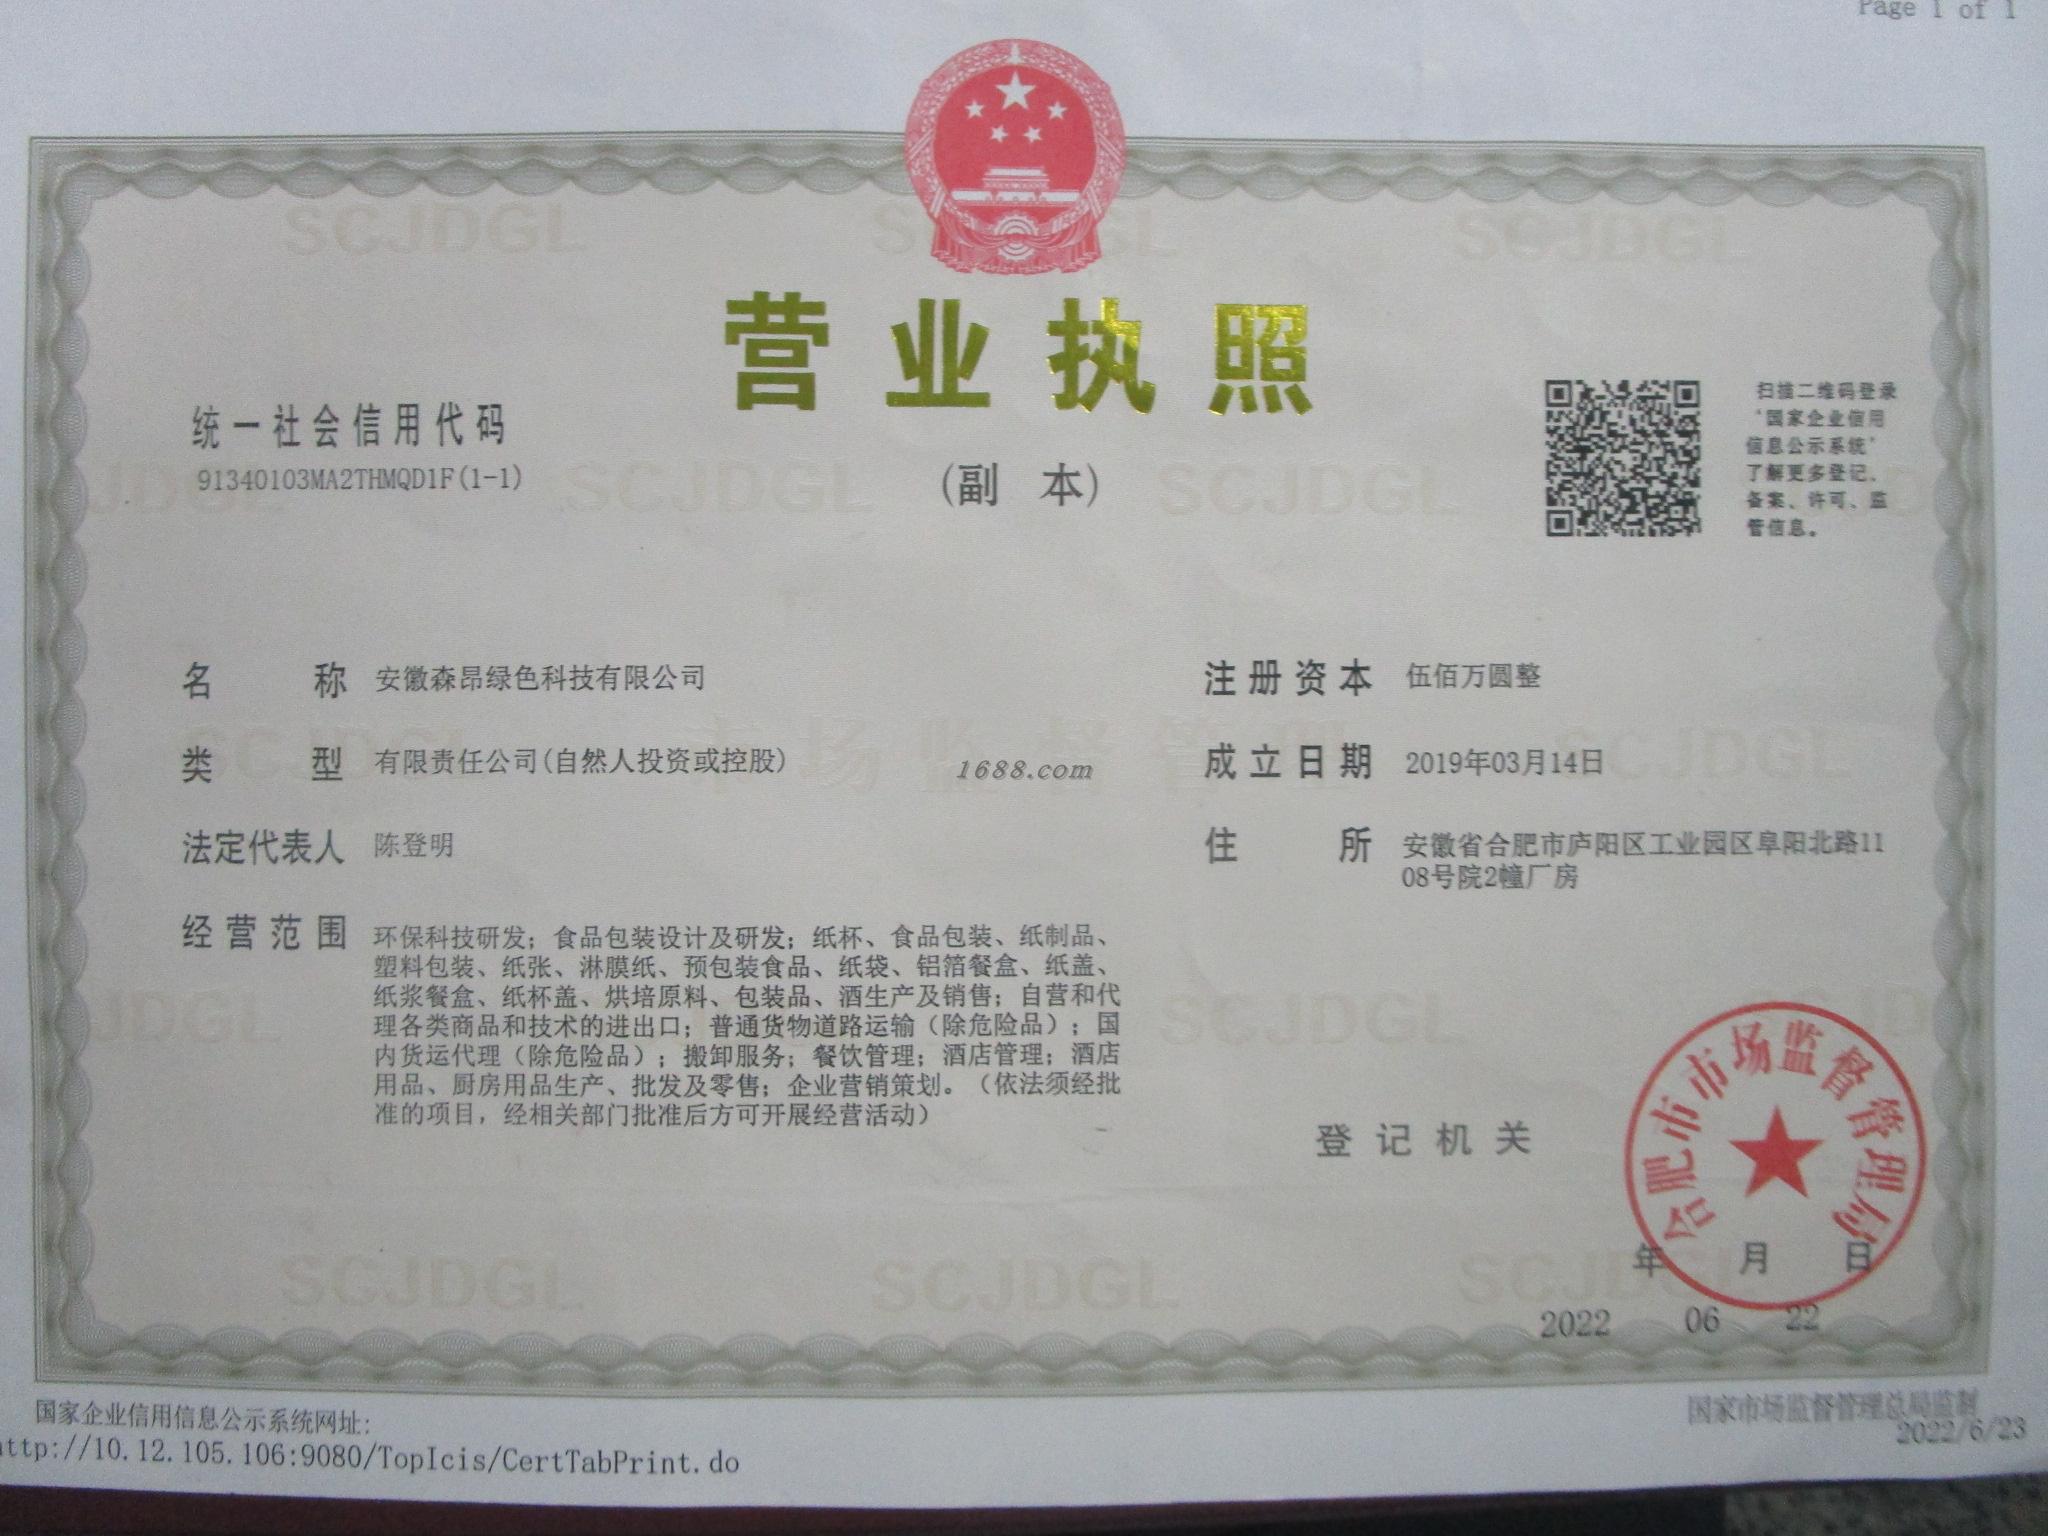 Page 1 of 1
营业执照
(副 本)
统一社会信用代码
91340103MA2THMQD1F(1-1)
扫描二维码登录
‘国家企业信用
信息公示系统’
了解更多登记、
备案、许可、监
管信息。
名 称 安徽森昂绿色科技有限公司
类 型 有限责任公司(自然人投资或控股)
法定代表人 陈登明
经营范围 环保科技研发；食品包装设计及研发；纸杯、食品包装、纸制品、
塑料包装、纸张、淋膜纸、预包装食品、纸袋、铝箔餐盒、纸盖、
纸浆餐盒、纸杯盖、烘培原料、包装品、酒生产及销售；自营和代
理各类商品和技术的进出口；普通货物道路运输（除危险品）；国
内货运代理（除危险品）；搬卸服务；餐饮管理；酒店管理；酒店
用品、厨房用品生产、批发及零售；企业营销策划。（依法须经批
准的项目，经相关部门批准后方可开展经营活动）
注册资本 伍佰万圆整
成立日期 2019年03月14日
住 所 安徽省合肥市庐阳区工业园区阜阳北路11
08号院2幢厂房
1688.com
登记机关
合肥市市场监督管理局
年 月 日
2022 06 22
国家企业信用信息公示系统网址:
http://10.12.105.106:9080/TopIcis/CertTabPrint.do
国家市场监督管理总局监制
2022/6/23
SCJDGL
SCJDGL
SCJDGL
SCJDGL
SCJDGL
SCJDGL
市场监督管理
SCJDGL
SCJDGL
SCJDGL
SCJDGL